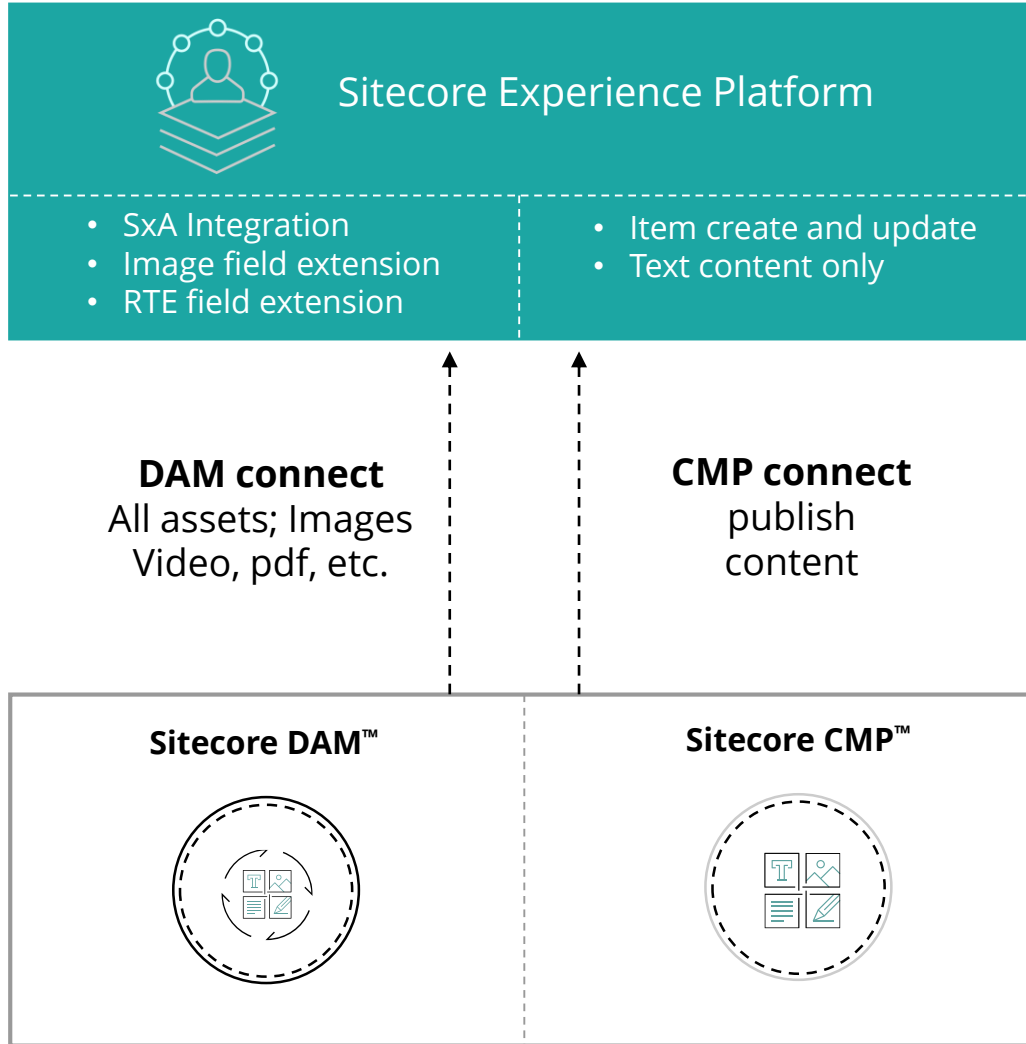 Sitecore Experience Platform
• SxA Integration
• Image field extension
• RTE field extension
• Item create and update
• Text content only
DAM connect
All assets; Images
Video, pdf, etc.
CMP connect
publish
content
Sitecore DAM™
Sitecore CMP™
T
T